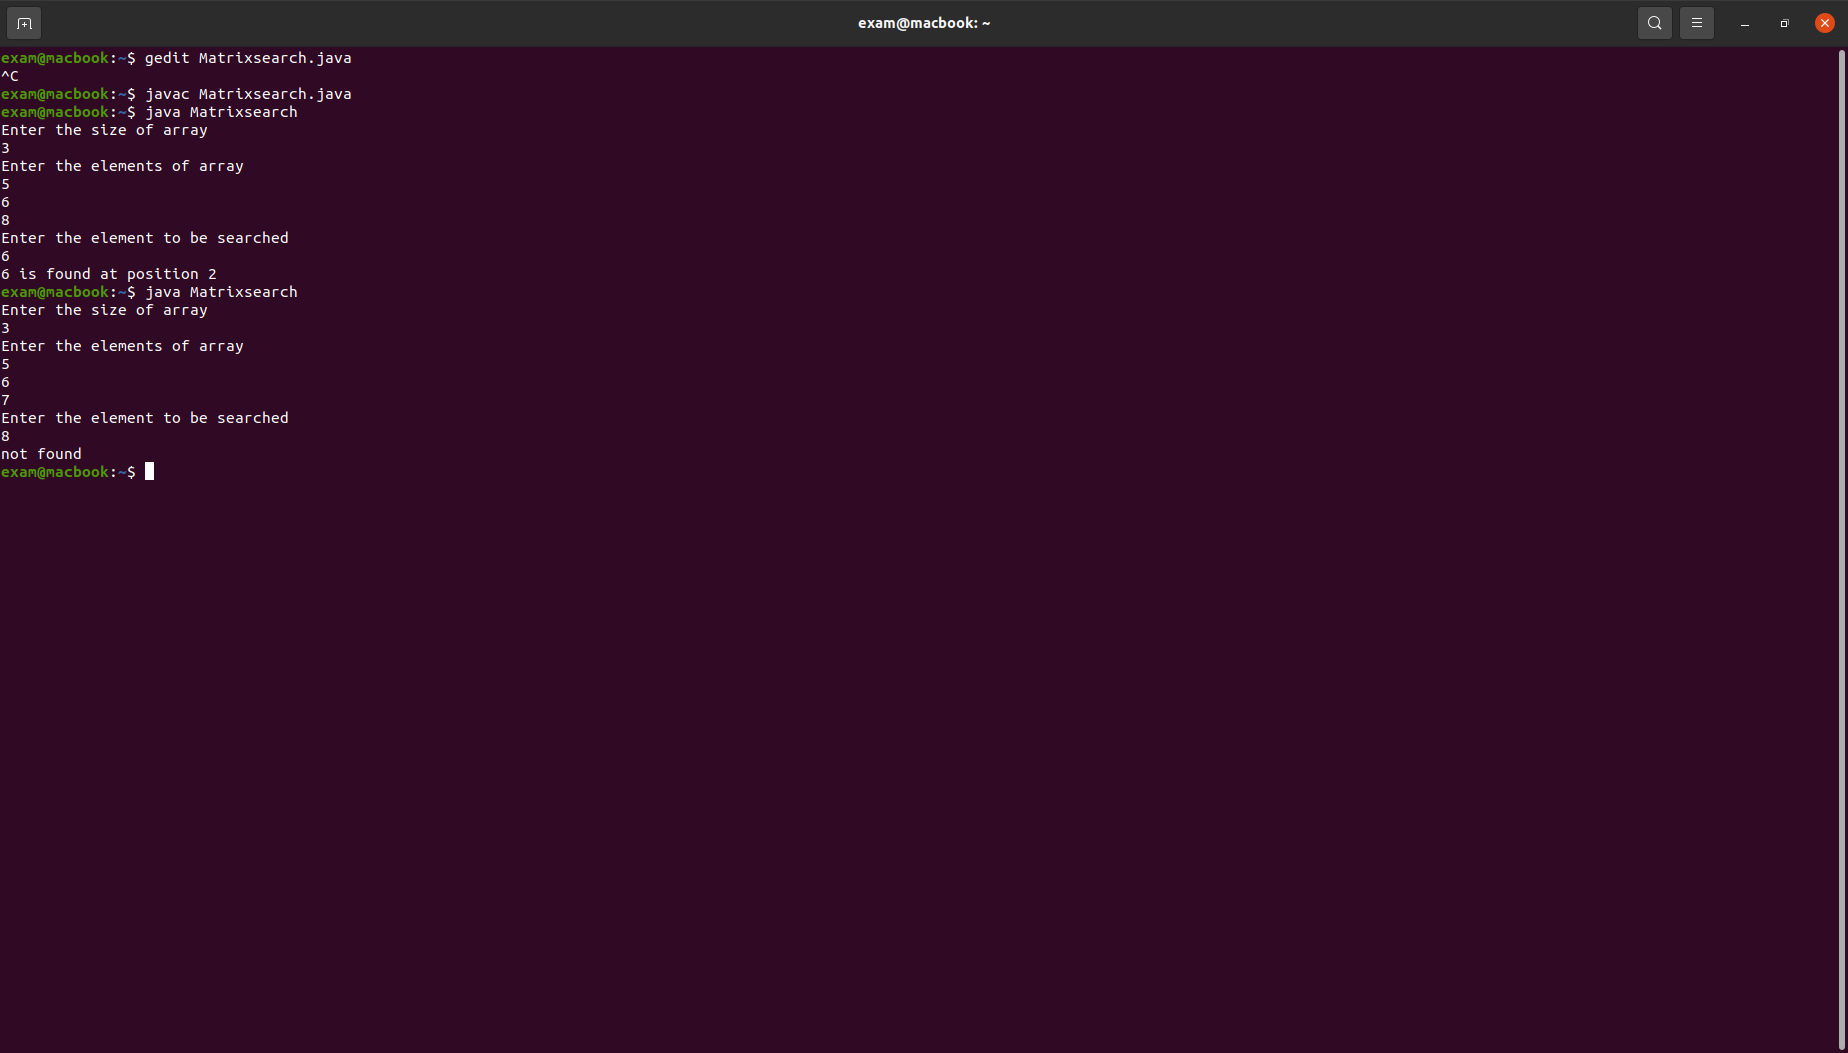 exam@macbook: ~
exam@macbook:~$ gedit Matrixsearch.java
^C
exam@macbook:~$ javac Matrixsearch.java
exam@macbook:~$ java Matrixsearch
Enter the size of array
3
Enter the elements of array
5
6
8
Enter the element to be searched
6
6 is found at position 2
exam@macbook:~$ java Matrixsearch
Enter the size of array
3
Enter the elements of array
5
6
7
Enter the element to be searched
8
not found
exam@macbook:~$